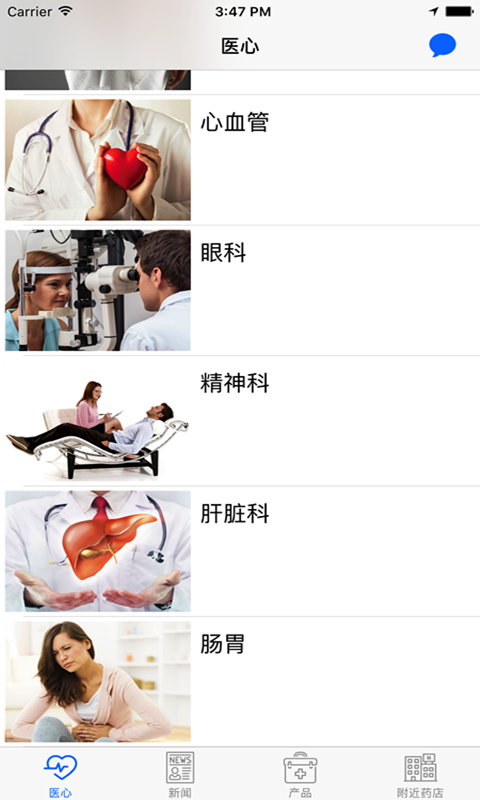 Carrier 3:47 PM
医心
心血管
眼科
精神科
肝脏科
肠胃
NEWS
H
医心 新闻 产品 附近药店